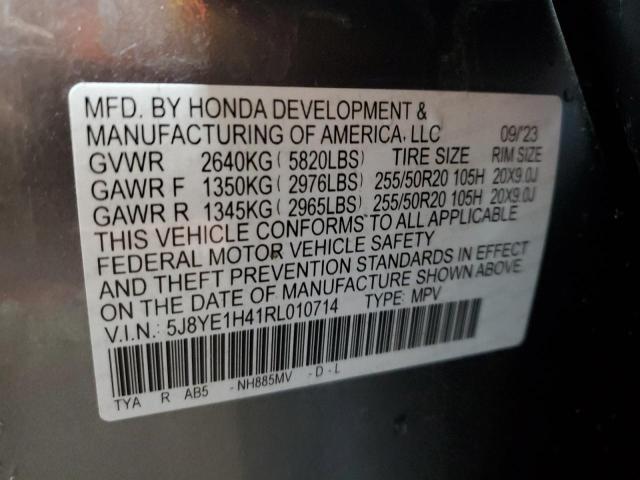 MFD. BY HONDA DEVELOPMENT &
MANUFACTURING OF AMERICA, LLC 09/'23
GVWR 2640KG ( 5820LBS) TIRE SIZE RIM SIZE
GAWR F 1350KG ( 2976LBS) 255/50R20 105H 20X9.0J
GAWR R 1345KG ( 2965LBS) 255/50R20 105H 20X9.0J
THIS VEHICLE CONFORMS TO ALL APPLICABLE
FEDERAL MOTOR VEHICLE SAFETY
AND THEFT PREVENTION STANDARDS IN EFFECT
ON THE DATE OF MANUFACTURE SHOWN ABOVE.
V.I.N.: 5J8YE1H41RL010714 TYPE: MPV
TYA R AB5 -NH885MV -D-L